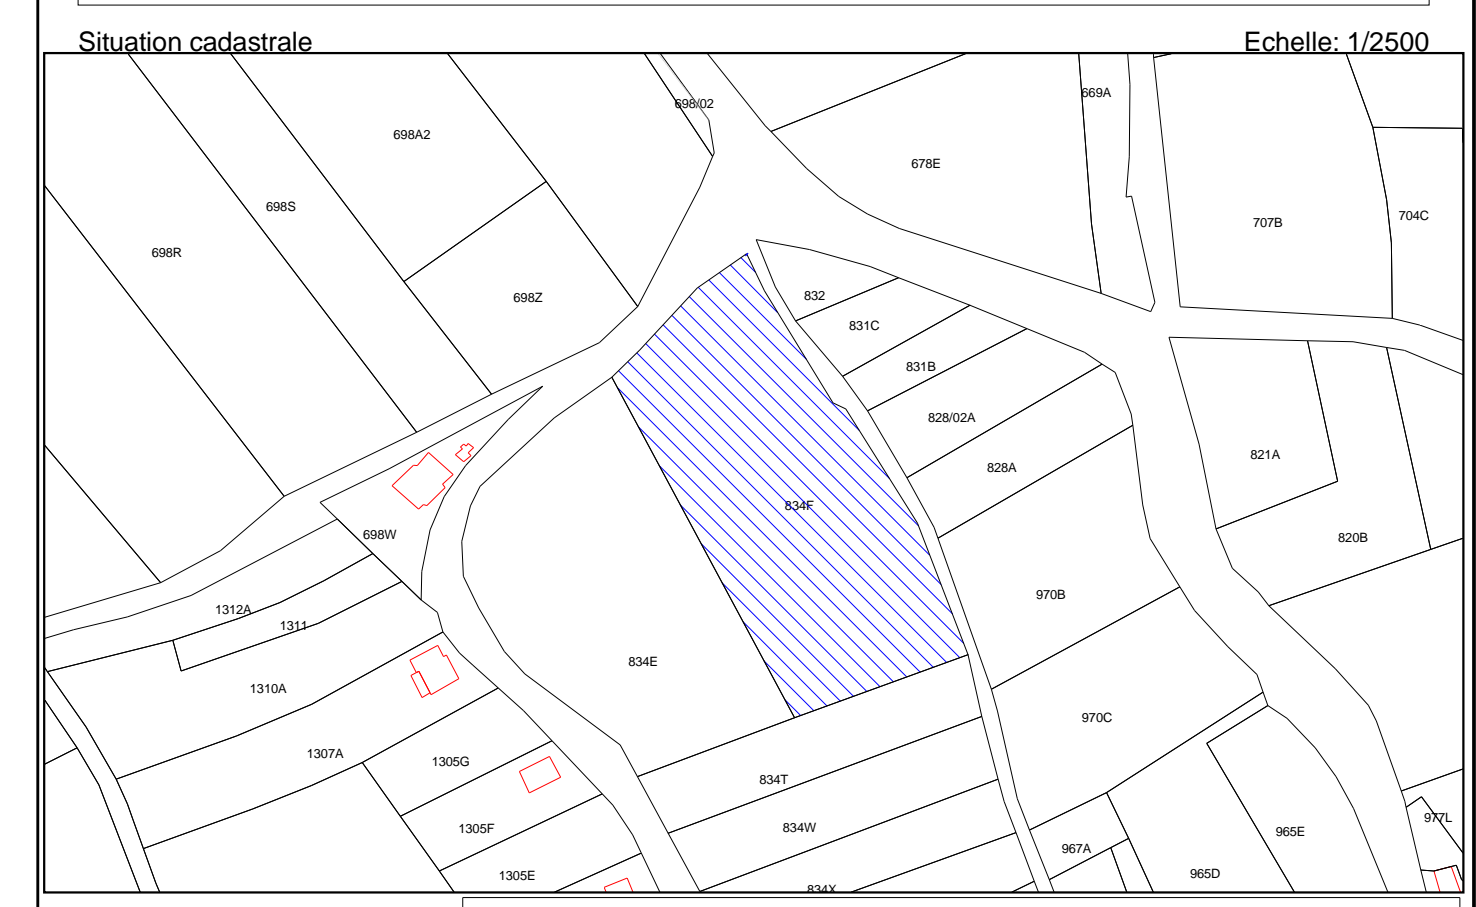 Situation cadastrale
Echelle: 1/2500
669A
698/02
698A2
678E
698S
704C
707B
698R
832
698Z
831C
831B
828/02A
821A
828A
834F
698W
820B
970B
1312A
1311
834E
1310A
970C
1307A
1305G
834T
977L
1305F
834W
965E
967A
965D
1305E
834X